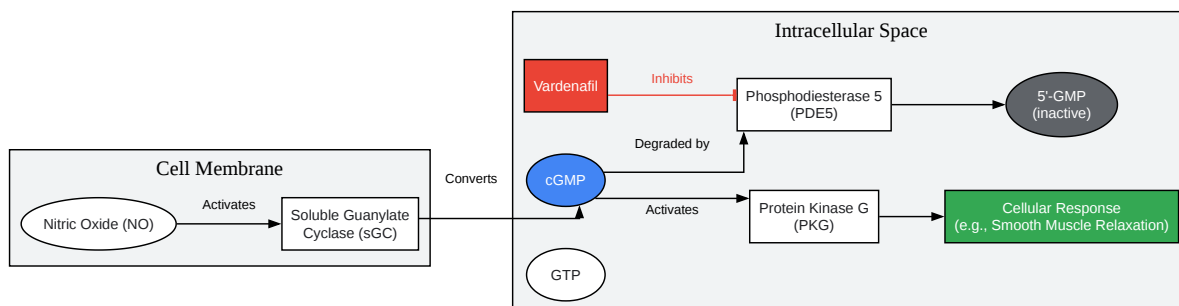 Intracellular Space
Vardenafil
Inhibits
Phosphodiesterase 5
(PDE5)
5'-GMP
(inactive)
Degraded by
Cell Membrane
Converts
cGMP
Activates
Nitric Oxide (NO)
Activates
Soluble Guanylate
Cyclase (sGC)
Protein Kinase G
(PKG)
Cellular Response
(e.g., Smooth Muscle Relaxation)
GTP